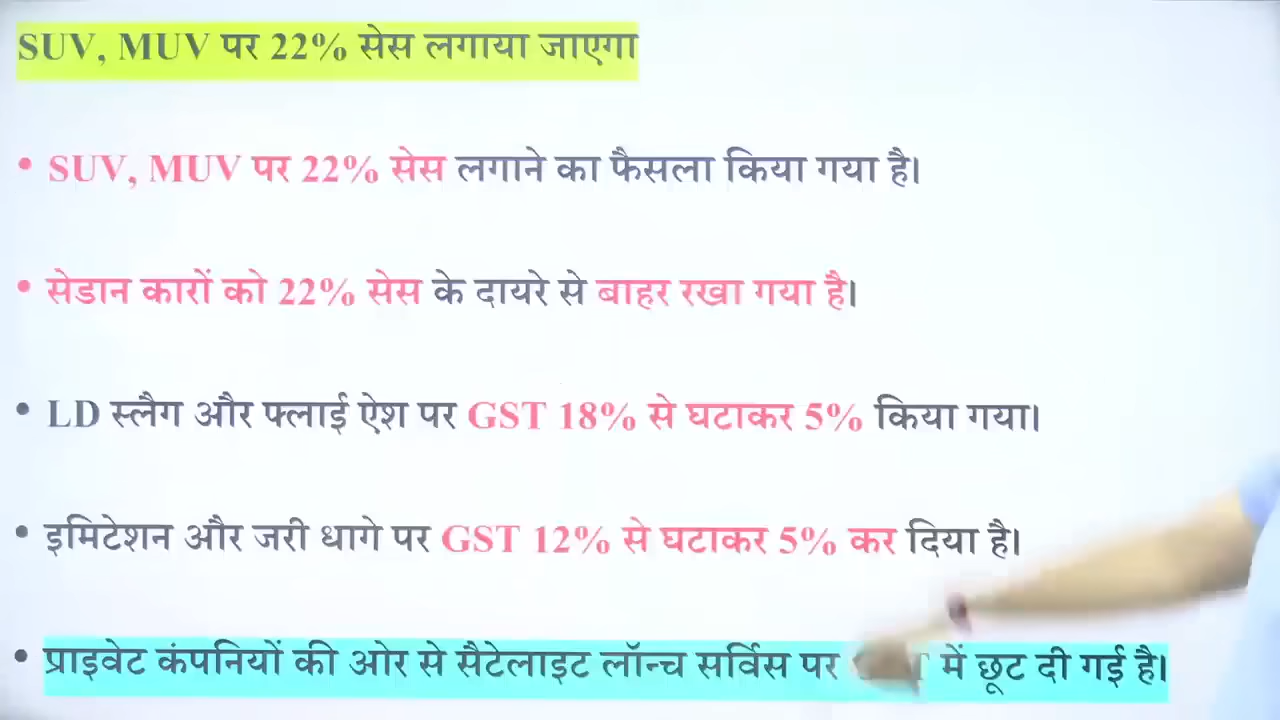 SUV, MUV पर 22% सेस लगाया जाएगा
• SUV, MUV पर 22% सेस लगाने का फैसला किया गया है।
• सेडान कारों को 22% सेस के दायरे से बाहर रखा गया है।
• LD स्लैग और फ्लाई ऐश पर GST 18% से घटाकर 5% किया गया।
• इमिटेशन और जरी धागे पर GST 12% से घटाकर 5% कर दिया है।
• प्राइवेट कंपनियों की ओर से सैटेलाइट लॉन्च सर्विस पर में छूट दी गई है।